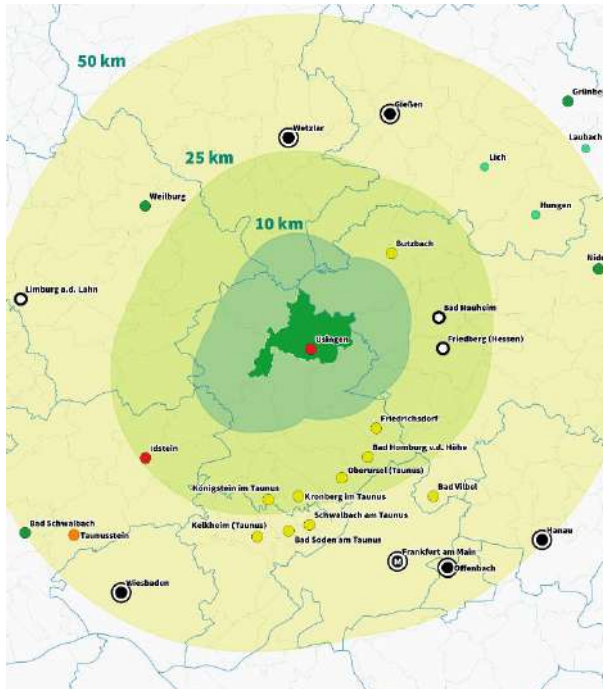 50 km
Grünbe
Gießen
Wetzlar
Laubach
25 km
Lich
Weilburg
Hungen
10 km
Butzbach
Nidd
Limburg a.d. Lahn
Bad Nauheim
Usingen
Friedberg (Hessen)
Friedrichsdorf
Idstein
Bad Homburg v.d. Höhe
Oberursel (Taunus)
Königstein im Taunus
Kronberg im Taunus
Bad Vilbel
Schwalbach am Taunus
Kelkheim (Taunus)
Bad Schwalbach
Taunusstein
Bad Soden am Taunus
Hanau
Frankfurt am Main
M
Offenbach
Wiesbaden